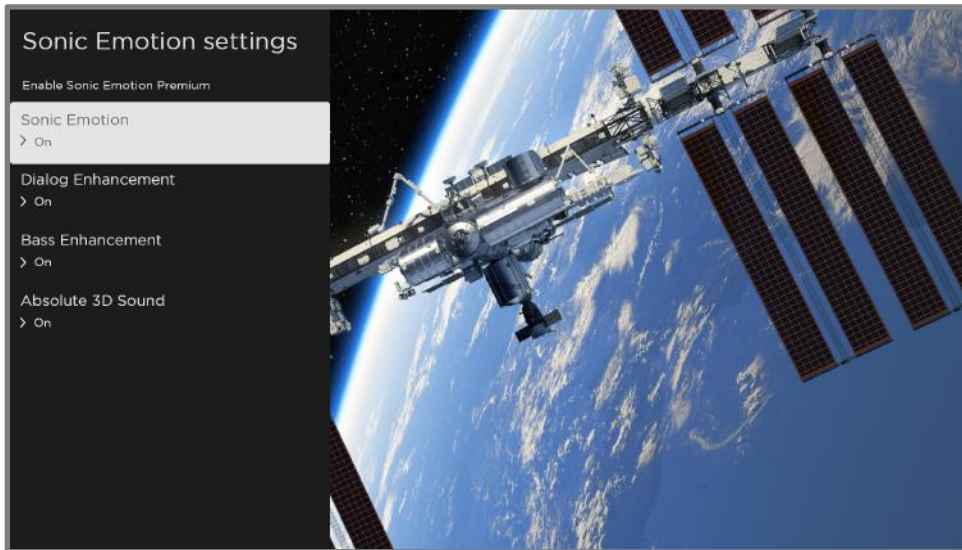 Sonic Emotion settings
Enable Sonic Emotion Premium
Sonic Emotion
> On
Dialog Enhancement
> On
Bass Enhancement
> On
Absolute 3D Sound
> On